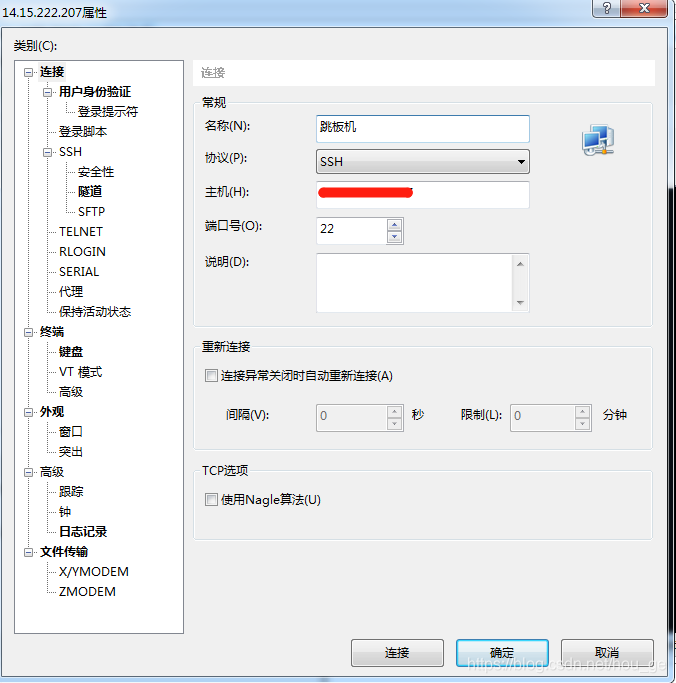 14.15.222.207属性
?
类别(C):
连接
用户身份验证
登录提示符
登录脚本
SSH
安全性
隧道
SFTP
TELNET
RLOGIN
SERIAL
代理
保持活动状态
终端
键盘
VT 模式
高级
外观
窗口
突出
高级
跟踪
钟
日志记录
文件传输
X/YMODEM
ZMODEM
连接
常规
名称(N): 跳板机
协议(P): SSH
主机(H):
端口号(O): 22
说明(D):
重新连接
连接异常关闭时自动重新连接(A)
间隔(V): 0 秒 限制(L): 0 分钟
TCP选项
使用Nagle算法(U)
连接 确定 取消
https://blog.csdn.net/hou_ge